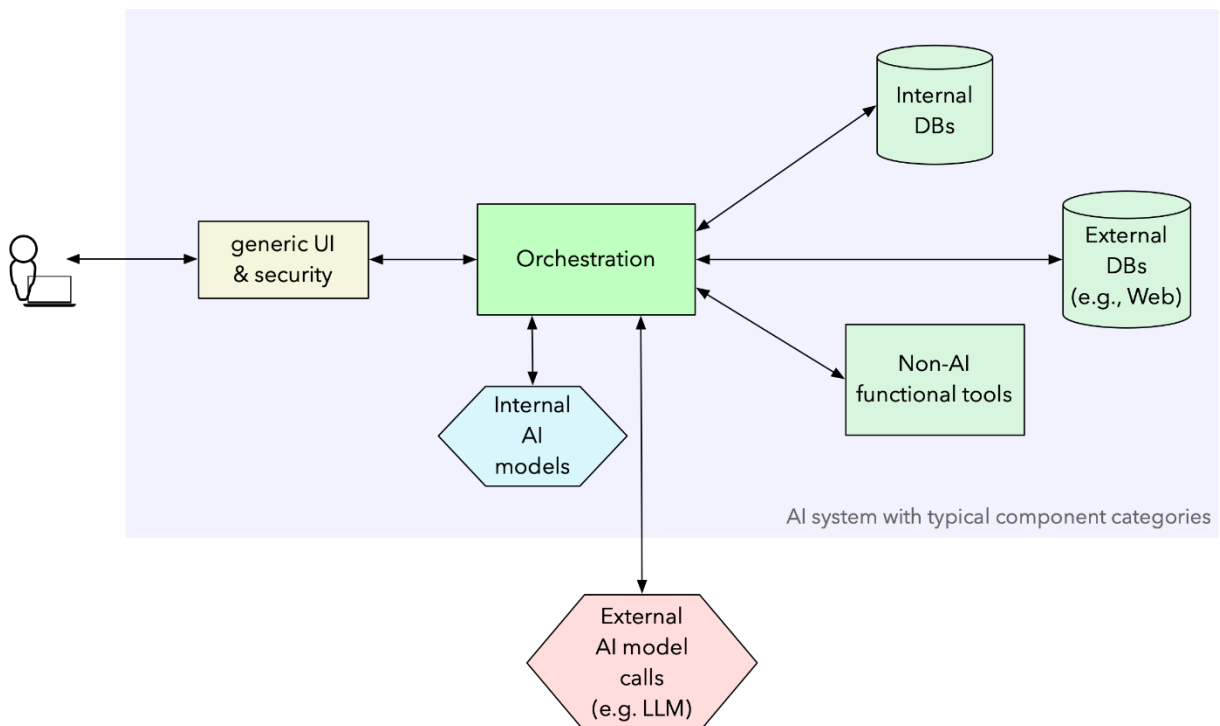 Internal
DBs
generic UI
& security
Orchestration
External
DBs
(e.g., Web)
Non-AI
functional tools
Internal
AI
models
AI system with typical component categories
External
AI model
calls
(e.g. LLM)